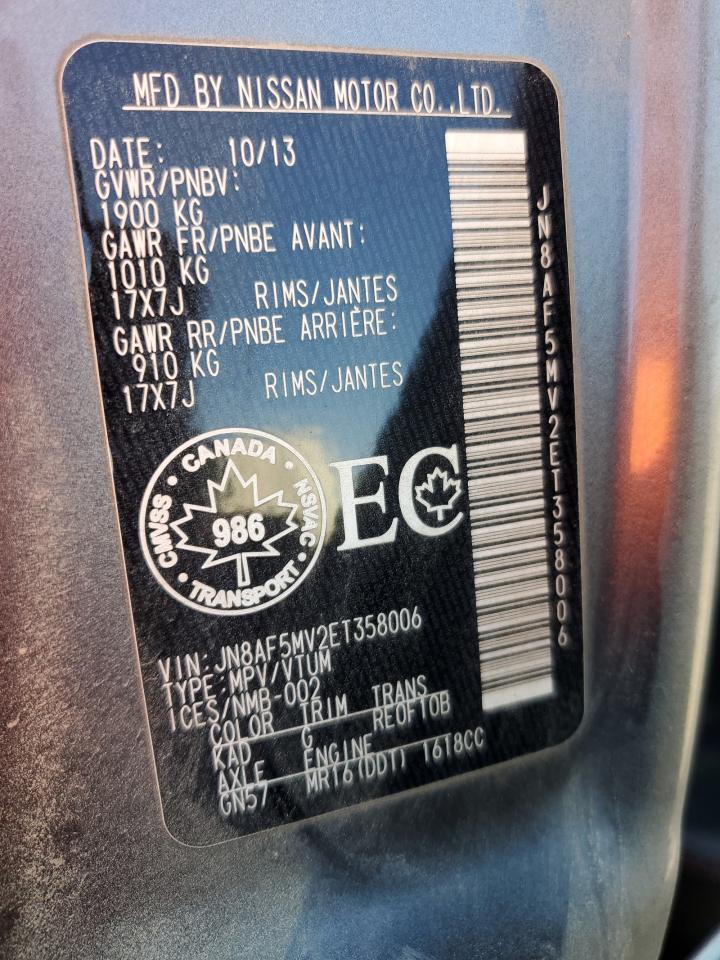 MFD BY NISSAN MOTOR CO.,LTD.
DATE: 10/13
GVWR/PNBV:
1900 KG
GAWR FR/PNBE AVANT:
1010 KG
17X7J RIMS/JANTES
GAWR RR/PNBE ARRIÈRE:
910 KG
17X7J RIMS/JANTES
CANADA
CMVSS 986 NSVAC
TRANSPORT
EC
JN8AF5MV2ET358006
VIN:JN8AF5MV2ET358006
TYPE:MPV/VTUM
ICES/NMB-002
COLOR TRIM TRANS
KAD G RE0F10B
AXLE ENGINE
GN57 MR16(DDT) 1618CC